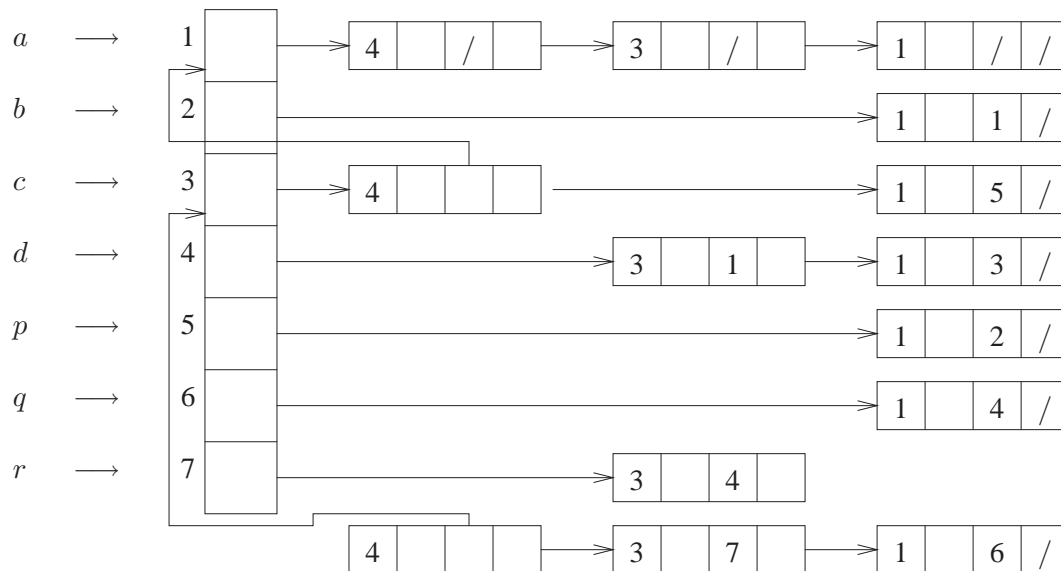 a ⟶ 1 4 / 3 / 1 / /
b ⟶ 2 1 1 /
c ⟶ 3 4 1 5 /
d ⟶ 4 3 1 1 3 /
p ⟶ 5 1 2 /
q ⟶ 6 1 4 /
r ⟶ 7 3 4
4 3 7 1 6 /